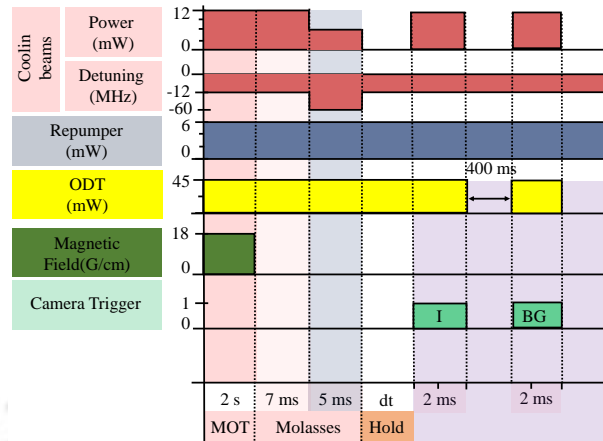 Coolin beams
Power (mW)
12
0
Detuning (MHz)
0
-12
-60
Repumper (mW)
6
0
ODT (mW)
45
400 ms
Magnetic Field(G/cm)
18
0
Camera Trigger
1
0
I
BG
2 s
7 ms
5 ms
dt
2 ms
2 ms
MOT
Molasses
Hold